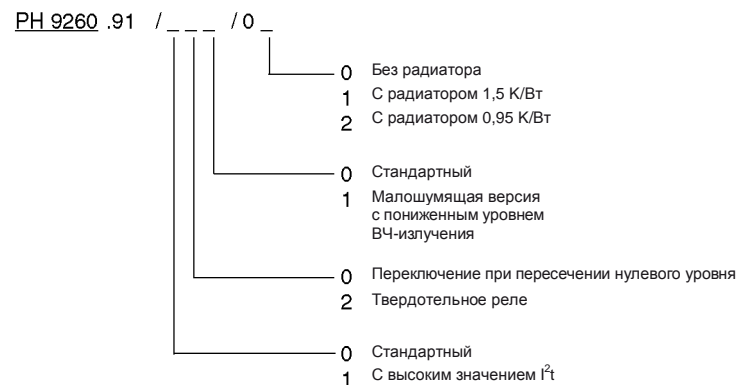 PH 9260 .91 / _ _ _ / 0 _
0 Без радиатора
1 С радиатором 1,5 К/Вт
2 С радиатором 0,95 К/Вт
0 Стандартный
1 Малошумящая версия
с пониженным уровнем
ВЧ-излучения
0 Переключение при пересечении нулевого уровня
2 Твердотельное реле
0 Стандартный
1 С высоким значением I²t